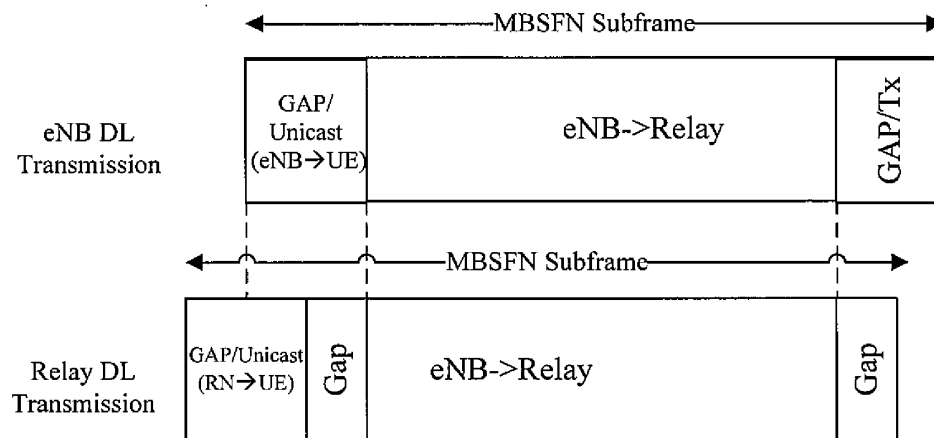 MBSFN Subframe
eNB DL
Transmission
GAP/
Unicast
(eNB→UE)
eNB->Relay
GAP/Tx
MBSFN Subframe
Relay DL
Transmission
GAP/Unicast
(RN→UE)
Gap
eNB->Relay
Gap